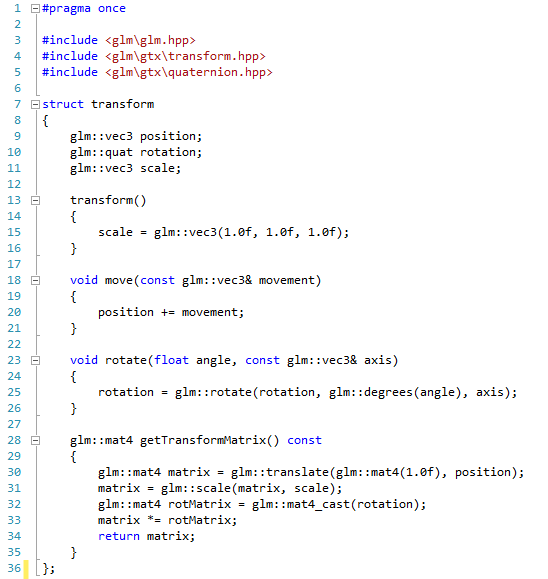 1 #pragma once
2
3 #include <glm\glm.hpp>
4 #include <glm\gtx\transform.hpp>
5 #include <glm\gtx\quaternion.hpp>
6
7 struct transform
8 {
9     glm::vec3 position;
10     glm::quat rotation;
11     glm::vec3 scale;
12
13     transform()
14     {
15         scale = glm::vec3(1.0f, 1.0f, 1.0f);
16     }
17
18     void move(const glm::vec3& movement)
19     {
20         position += movement;
21     }
22
23     void rotate(float angle, const glm::vec3& axis)
24     {
25         rotation = glm::rotate(rotation, glm::degrees(angle), axis);
26     }
27
28     glm::mat4 getTransformMatrix() const
29     {
30         glm::mat4 matrix = glm::translate(glm::mat4(1.0f), position);
31         matrix = glm::scale(matrix, scale);
32         glm::mat4 rotMatrix = glm::mat4_cast(rotation);
33         matrix *= rotMatrix;
34         return matrix;
35     }
36 };